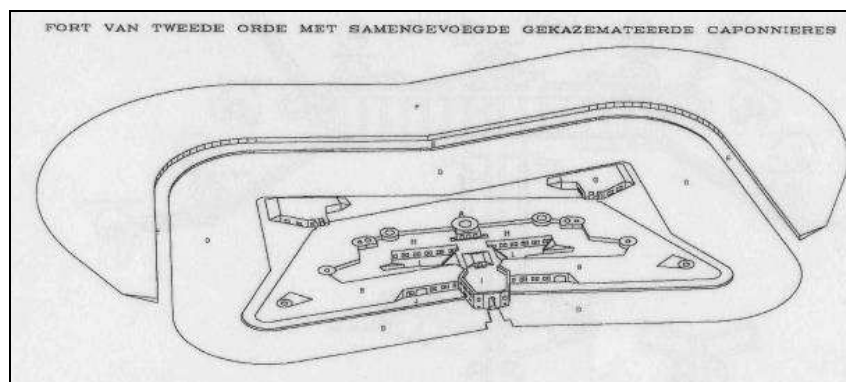 FORT VAN TWEEDE ORDE MET SAMENGEVOEGDE GEKAZEMATEERDE CAPONNIERES
F
D
G
D
D
A
H
H
I
D
D